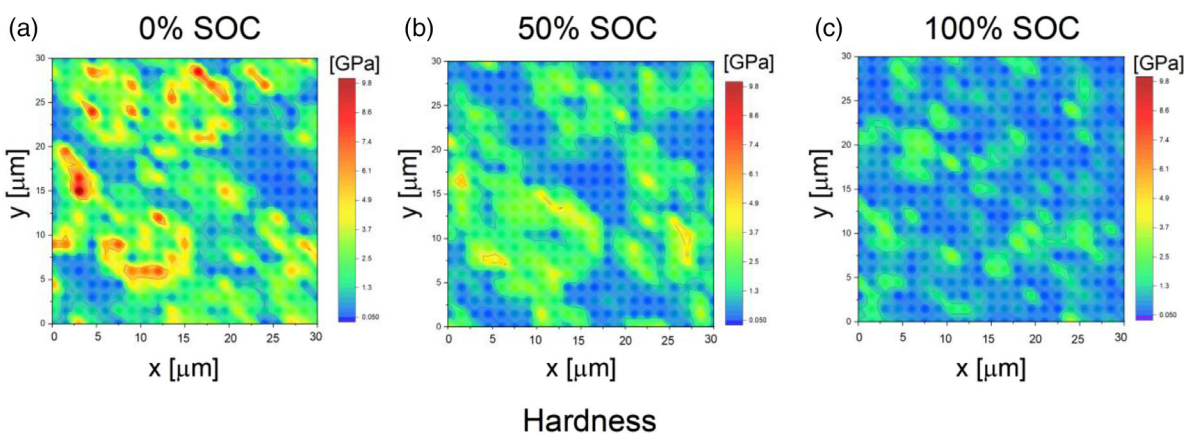 (a) 0% SOC (b) 50% SOC (c) 100% SOC
[GPa] [GPa] [GPa]
30 25 20 15 10 5 0
9.8 8.6 7.4 6.1 4.9 3.7 2.5 1.3 0.050
30 25 20 15 10 5 0
9.8 8.6 7.4 6.1 4.9 3.7 2.5 1.3 0.050
30 25 20 15 10 5 0
9.8 8.6 7.4 6.1 4.9 3.7 2.5 1.3 0.050
y [μm] y [μm] y [μm]
0 5 10 15 20 25 30 0 5 10 15 20 25 30 0 5 10 15 20 25 30
x [μm] x [μm] x [μm]
Hardness